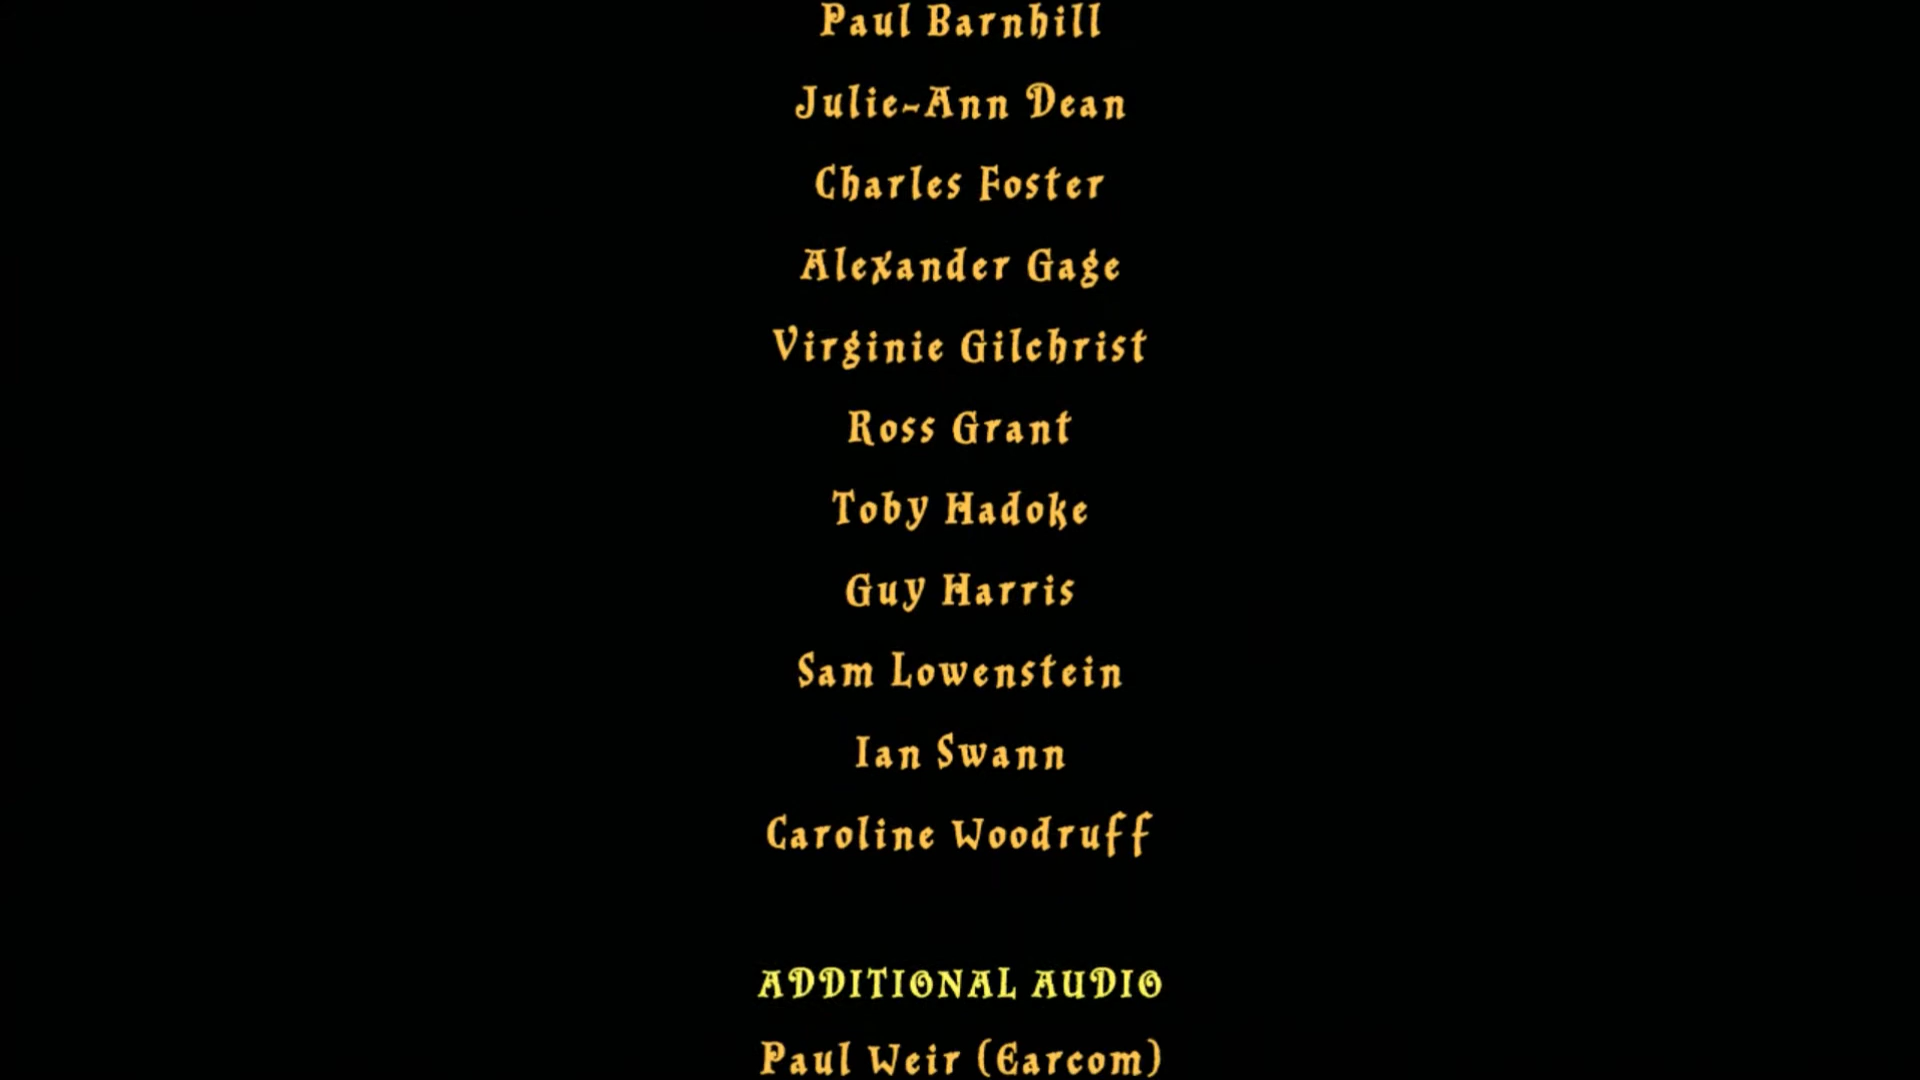 Paul Barnhill
Julie-Ann Dean
Charles Foster
Alexander Gage
Virginie Gilchrist
Ross Grant
Toby Hadoke
Guy Harris
Sam Lowenstein
Ian Swann
Caroline Woodruff
ADDITIONAL AUDIO
Paul Weir (Earcom)